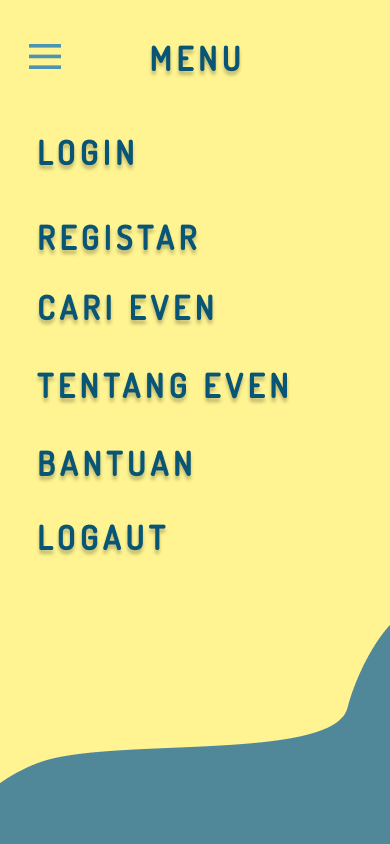 MENU
LOGIN
REGISTAR
CARI EVEN
TENTANG EVEN
BANTUAN
LOGAUT